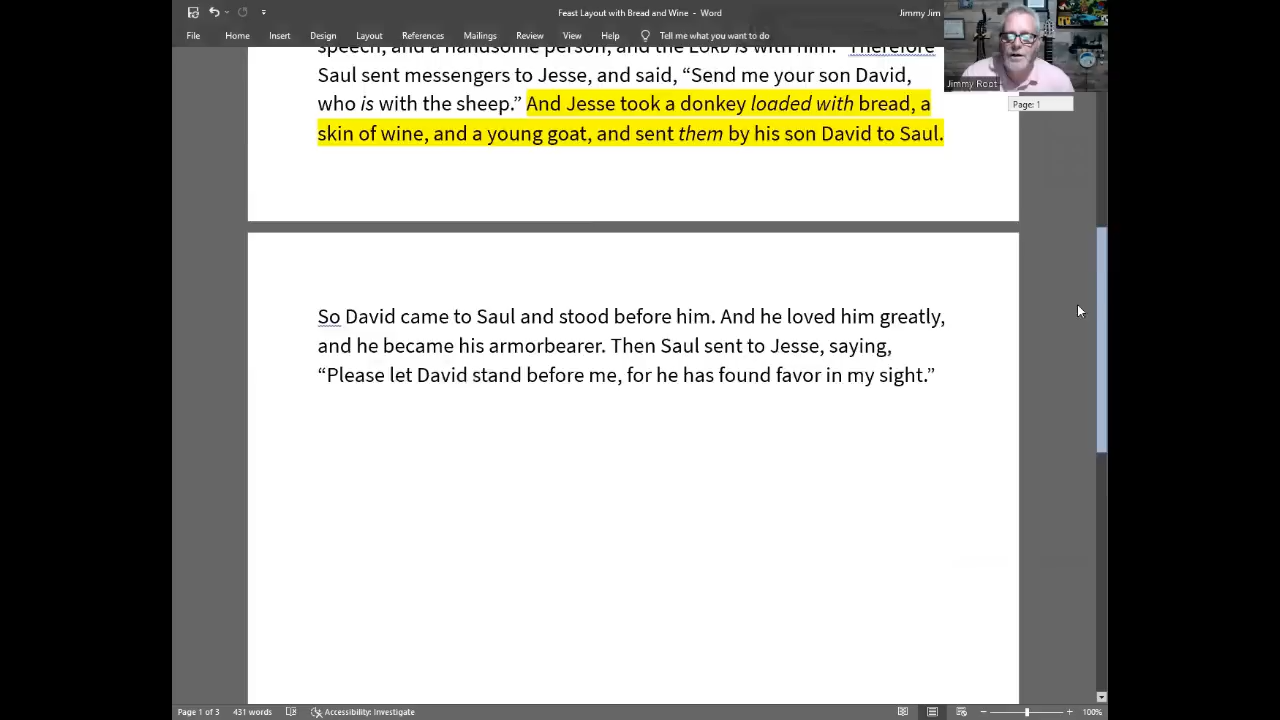 Feast Layout with Bread and Wine - Word
Jimmy Jim
File Home Insert Design Layout References Mailings Review View Help Tell me what you want to do
Jimmy Root
Page: 1
speech, and a handsome person, and the LORD is with him." Therefore
Saul sent messengers to Jesse, and said, “Send me your son David,
who is with the sheep.” And Jesse took a donkey loaded with bread, a
skin of wine, and a young goat, and sent them by his son David to Saul.
So David came to Saul and stood before him. And he loved him greatly,
and he became his armorbearer. Then Saul sent to Jesse, saying,
“Please let David stand before me, for he has found favor in my sight.”
Page 1 of 3 431 words Accessibility: Investigate 100%